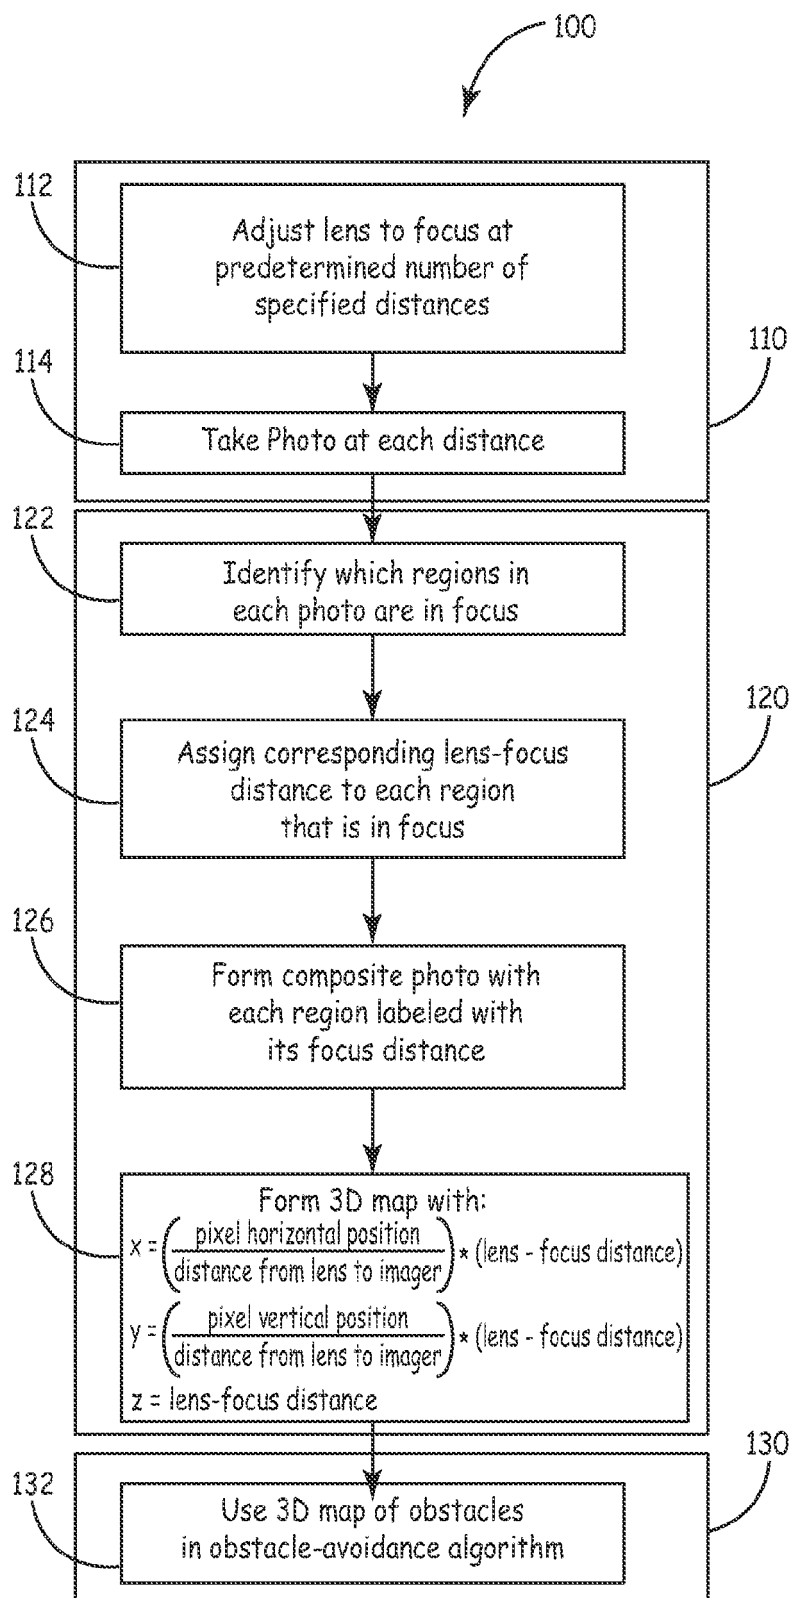 100
112
Adjust lens to focus at
predetermined number of
specified distances
110
114
Take Photo at each distance
122
Identify which regions in
each photo are in focus
120
124
Assign corresponding lens-focus
distance to each region
that is in focus
126
Form composite photo with
each region labeled with
its focus distance
128
Form 3D map with:
x = (pixel horizontal position / distance from lens to imager) * (lens - focus distance)
y = (pixel vertical position / distance from lens to imager) * (lens - focus distance)
z = lens-focus distance
130
132
Use 3D map of obstacles
in obstacle-avoidance algorithm